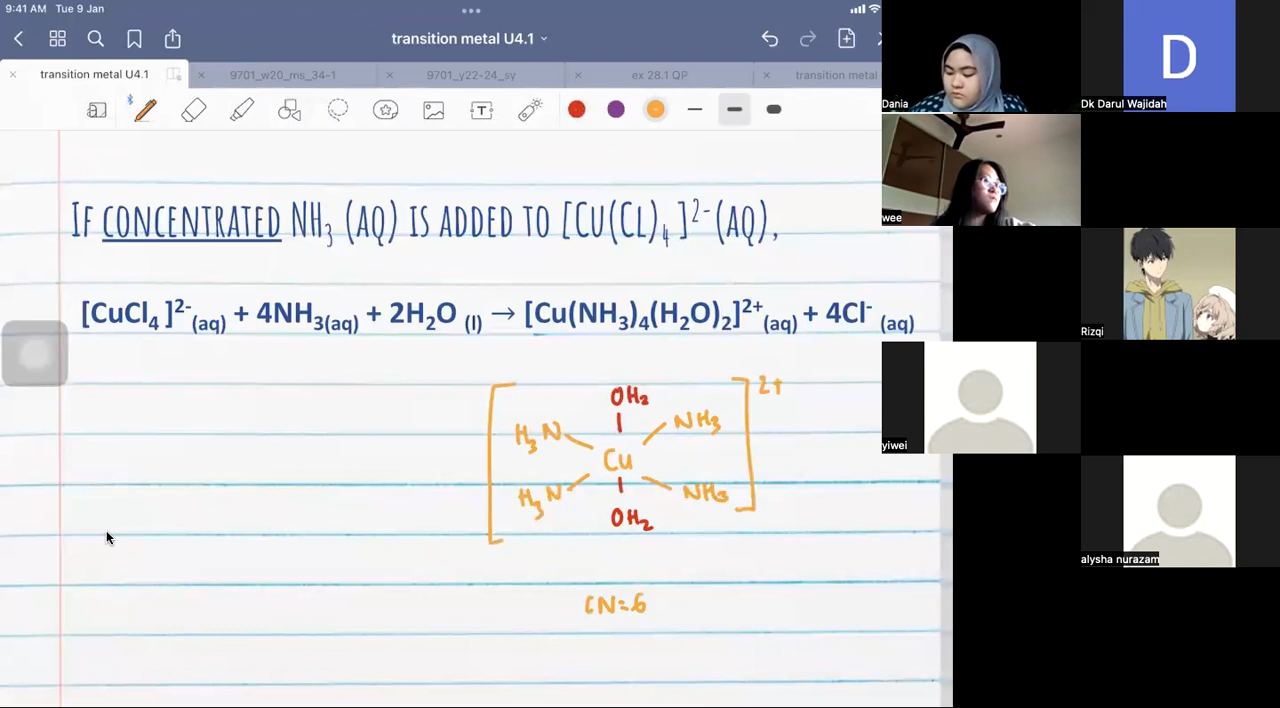 9:41 AM Tue 9 Jan
transition metal U4.1
transition metal U4.1
9701_w20_ms_34-1
9701_y22-24_sy
ex 28.1 QP
transition metal
IF CONCENTRATED NH₃ (AQ) IS ADDED TO [CU(CL)₄]²⁻(AQ),
[CuCl₄]²⁻(aq) + 4NH₃(aq) + 2H₂O (l) → [Cu(NH₃)₄(H₂O)₂]²⁺(aq) + 4Cl⁻ (aq)
2+
OH₂
H₃N NH₃
Cu
H₃N NH₃
OH₂
CN=6
Dania
D
Dk Darul Wajidah
wee
Rizqi
yiwei
alysha nurazam